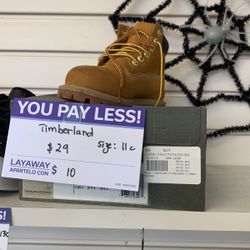 YOU PAY LESS!
Timberland
$29 Size: 11c
LAYAWAY
APARTELO CON $ 10